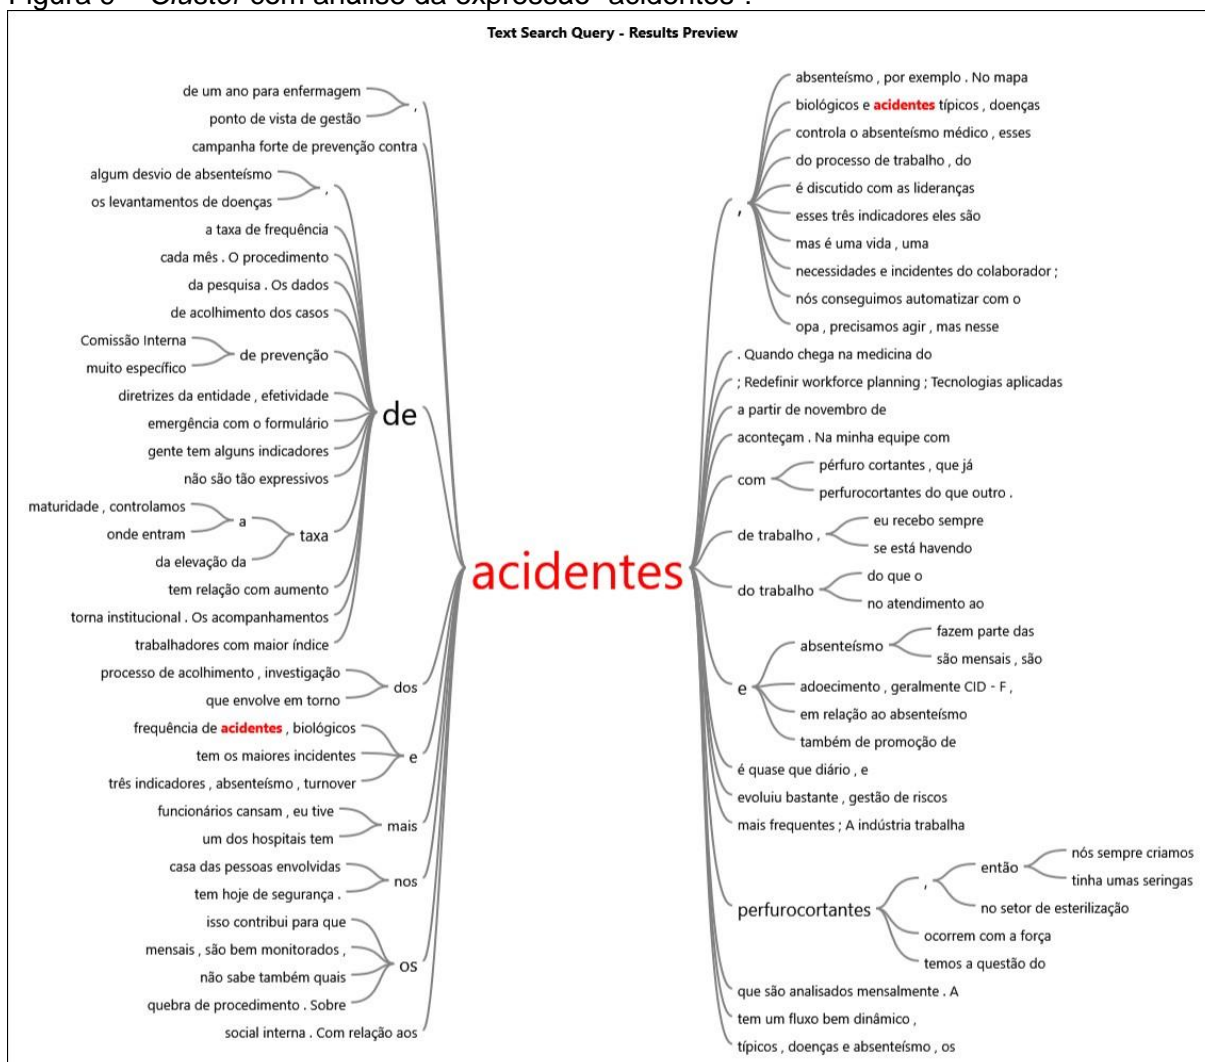 Figura 9 – Cluster com análise da expressão "acidentes".
Text Search Query - Results Preview
de um ano para enfermagem
ponto de vista de gestão
,
campanha forte de prevenção contra
algum desvio de absenteísmo
os levantamentos de doenças
,
a taxa de frequência
cada mês . O procedimento
da pesquisa . Os dados
de acolhimento dos casos
Comissão Interna
muito específico
de prevenção
diretrizes da entidade , efetividade
emergência com o formulário
gente tem alguns indicadores
não são tão expressivos
maturidade , controlamos
onde entram
a
da elevação da
taxa
tem relação com aumento
torna institucional . Os acompanhamentos
trabalhadores com maior índice
de
processo de acolhimento , investigação
que envolve em torno
dos
frequência de acidentes , biológicos
tem os maiores incidentes
três indicadores , absenteísmo , turnover
e
funcionários cansam , eu tive
um dos hospitais tem
mais
casa das pessoas envolvidas
tem hoje de segurança .
nos
isso contribui para que
mensais , são bem monitorados ,
não sabe também quais
quebra de procedimento . Sobre
os
social interna . Com relação aos
acidentes
,
absenteísmo , por exemplo . No mapa
biológicos e acidentes típicos , doenças
controla o absenteísmo médico , esses
do processo de trabalho , do
é discutido com as lideranças
esses três indicadores eles são
mas é uma vida , uma
necessidades e incidentes do colaborador ;
nós conseguimos automatizar com o
opa , precisamos agir , mas nesse
. Quando chega na medicina do
; Redefinir workforce planning ; Tecnologias aplicadas
a partir de novembro de
aconteçam . Na minha equipe com
com
pérfuro cortantes , que já
perfurocortantes do que outro .
de trabalho ,
eu recebo sempre
se está havendo
do trabalho
do que o
no atendimento ao
e
absenteísmo
fazem parte das
são mensais , são
adoecimento , geralmente CID - F ,
em relação ao absenteísmo
também de promoção de
é quase que diário , e
evoluiu bastante , gestão de riscos
mais frequentes ; A indústria trabalha
perfurocortantes
,
então
nós sempre criamos
tinha umas seringas
no setor de esterilização
ocorrem com a força
temos a questão do
que são analisados mensalmente . A
tem um fluxo bem dinâmico ,
típicos , doenças e absenteísmo , os